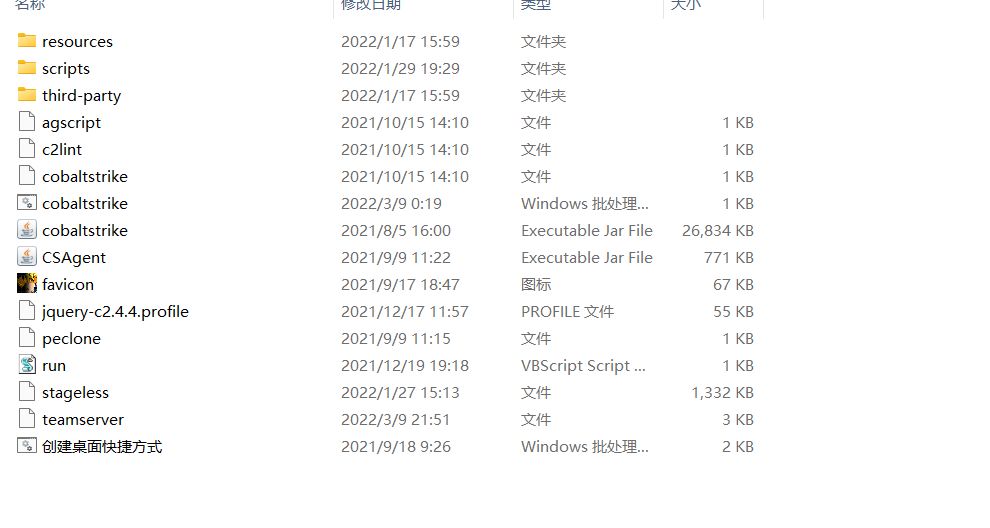 名称 修改日期 类型 大小
resources 2022/1/17 15:59 文件夹
scripts 2022/1/29 19:29 文件夹
third-party 2022/1/17 15:59 文件夹
agscript 2021/10/15 14:10 文件 1 KB
c2lint 2021/10/15 14:10 文件 1 KB
cobaltstrike 2021/10/15 14:10 文件 1 KB
cobaltstrike 2022/3/9 0:19 Windows 批处理... 1 KB
cobaltstrike 2021/8/5 16:00 Executable Jar File 26,834 KB
CSAgent 2021/9/9 11:22 Executable Jar File 771 KB
favicon 2021/9/17 18:47 图标 67 KB
jquery-c2.4.4.profile 2021/12/17 11:57 PROFILE 文件 55 KB
peclone 2021/9/9 11:15 文件 1 KB
run 2021/12/19 19:18 VBScript Script ... 1 KB
stageless 2022/1/27 15:13 文件 1,332 KB
teamserver 2022/3/9 21:51 文件 3 KB
创建桌面快捷方式 2021/9/18 9:26 Windows 批处理... 2 KB